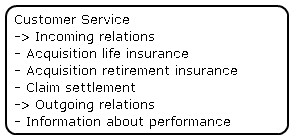 Customer Service
-> Incoming relations
- Acquisition life insurance
- Acquisition retirement insurance
- Claim settlement
-> Outgoing relations
- Information about performance